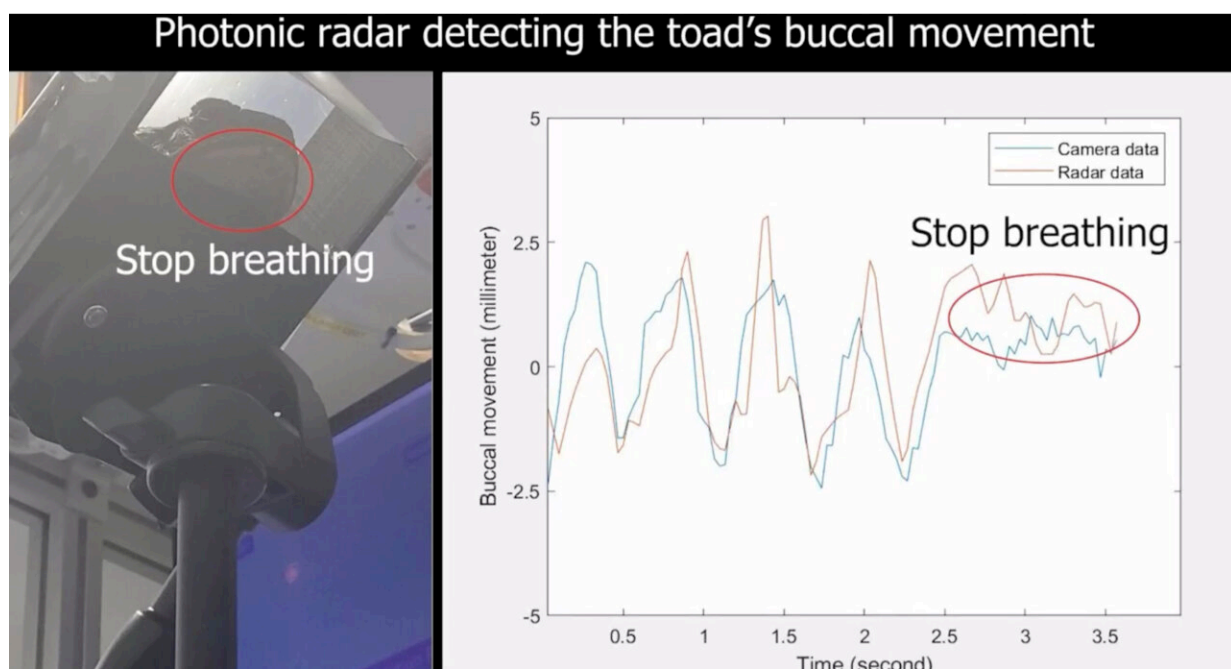 Photonic radar detecting the toad's buccal movement
Stop breathing
5
Camera data
Radar data
Stop breathing
2.5
Buccal movement (millimeter)
0
-2.5
-5
0.5 1 1.5 2 2.5 3 3.5
Time (second)